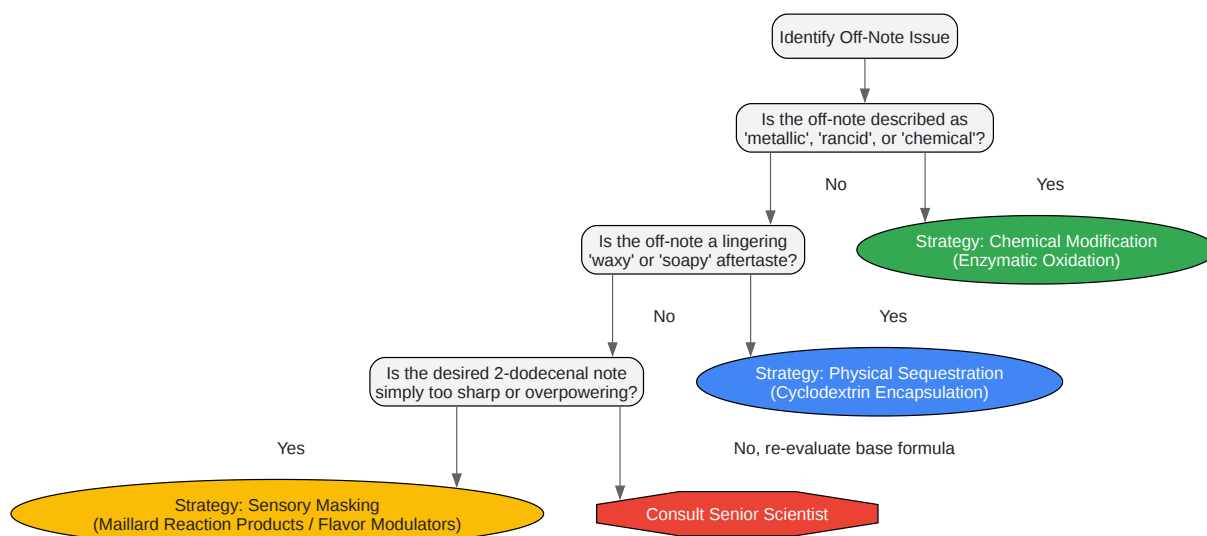 Identify Off-Note Issue
Is the off-note described as
'metallic', 'rancid', or 'chemical'?
No
Yes
Strategy: Chemical Modification
(Enzymatic Oxidation)
Is the off-note a lingering
'waxy' or 'soapy' aftertaste?
No
Yes
Strategy: Physical Sequestration
(Cyclodextrin Encapsulation)
Is the desired 2-dodecenal note
simply too sharp or overpowering?
Yes
No, re-evaluate base formula
Strategy: Sensory Masking
(Maillard Reaction Products / Flavor Modulators)
Consult Senior Scientist